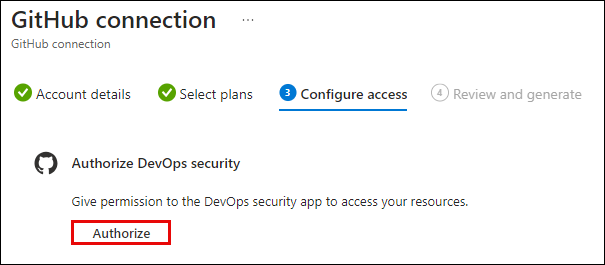 GitHub connection ...
GitHub connection
Account details Select plans 3 Configure access 4 Review and generate
Authorize DevOps security
Give permission to the DevOps security app to access your resources.
Authorize